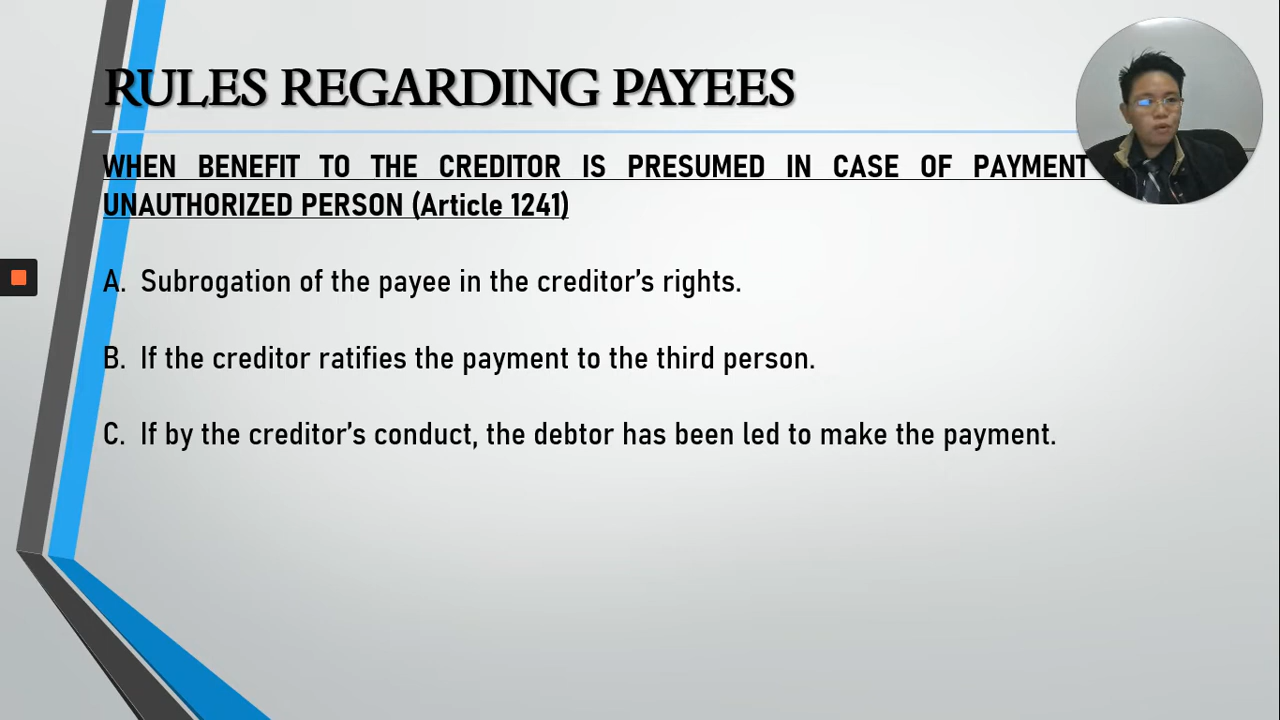 RULES REGARDING PAYEES
WHEN BENEFIT TO THE CREDITOR IS PRESUMED IN CASE OF PAYMENT
UNAUTHORIZED PERSON (Article 1241)
A. Subrogation of the payee in the creditor’s rights.
B. If the creditor ratifies the payment to the third person.
C. If by the creditor’s conduct, the debtor has been led to make the payment.